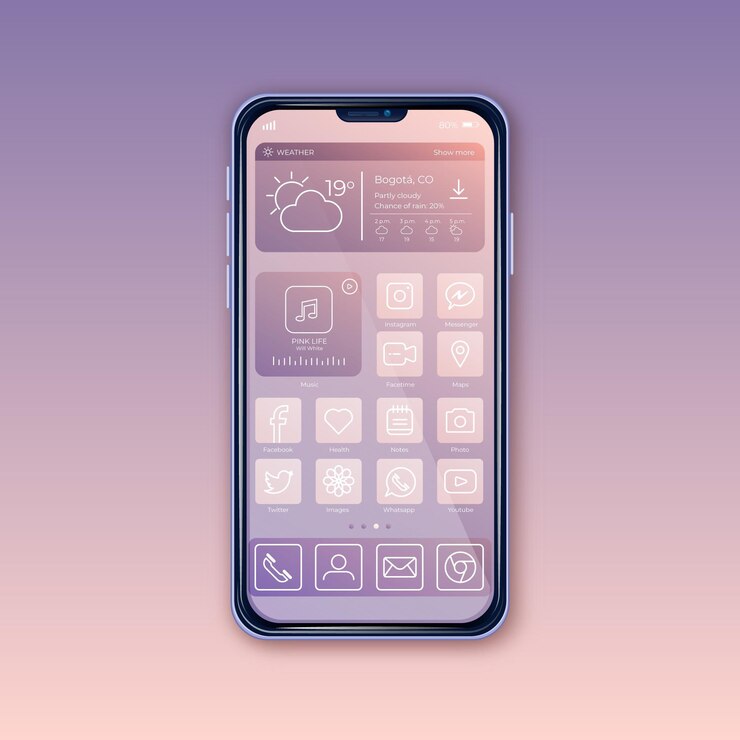 80%
WEATHER
Show more
19°
Bogotá, CO
Partly cloudy
Chance of rain: 20%
2 p.m. 3 p.m. 4 p.m. 5 p.m.
17 19 15 19
PINK LIFE
Will White
Music
Instagram Messenger
Facetime Maps
Facebook Health Notes Photo
Twitter Images Whatsapp Youtube